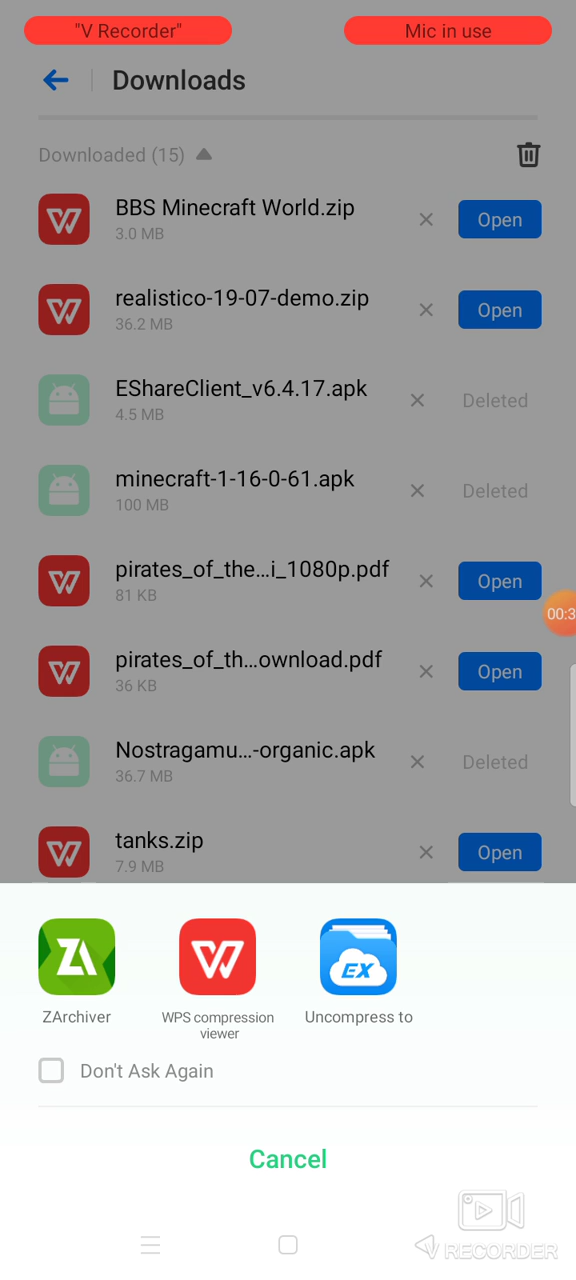 "V Recorder"
Mic in use
Downloads
Downloaded (15)
BBS Minecraft World.zip
3.0 MB
Open
realistico-19-07-demo.zip
36.2 MB
Open
EShareClient_v6.4.17.apk
4.5 MB
Deleted
minecraft-1-16-0-61.apk
100 MB
Deleted
pirates_of_the...i_1080p.pdf
81 KB
Open
00:3
pirates_of_th...ownload.pdf
36 KB
Open
Nostragamu...-organic.apk
36.7 MB
Deleted
tanks.zip
7.9 MB
Open
ZA
EX
ZArchiver
WPS compression
viewer
Uncompress to
Don't Ask Again
Cancel
V RECORDER